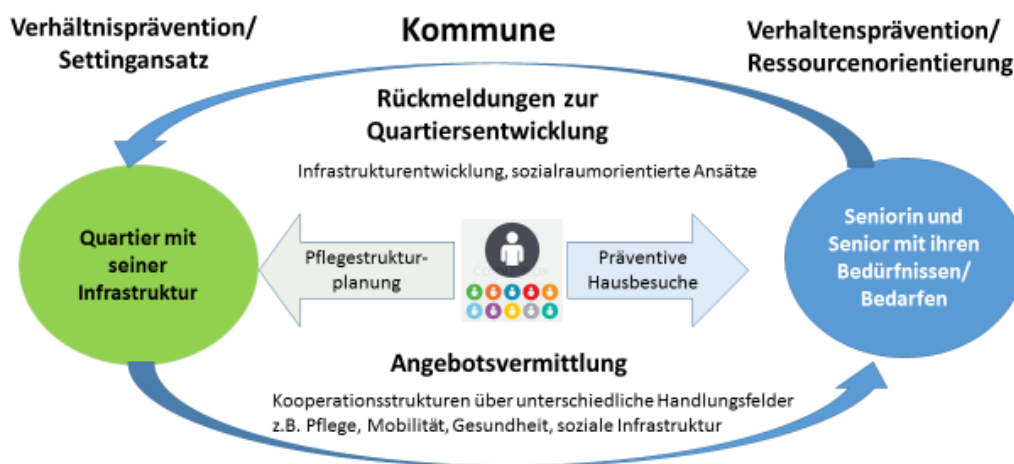 Verhältnisprävention/
Settingansatz
Kommune
Verhaltensprävention/
Ressourcenorientierung
Rückmeldungen zur
Quartiersentwicklung
Infrastrukturentwicklung, sozialraumorientierte Ansätze
Quartier mit
seiner
Infrastruktur
Pflegestruktur-
planung
Präventive
Hausbesuche
Seniorin und
Senior mit ihren
Bedürfnissen/
Bedarfen
Angebotsvermittlung
Kooperationsstrukturen über unterschiedliche Handlungsfelder
z.B. Pflege, Mobilität, Gesundheit, soziale Infrastruktur